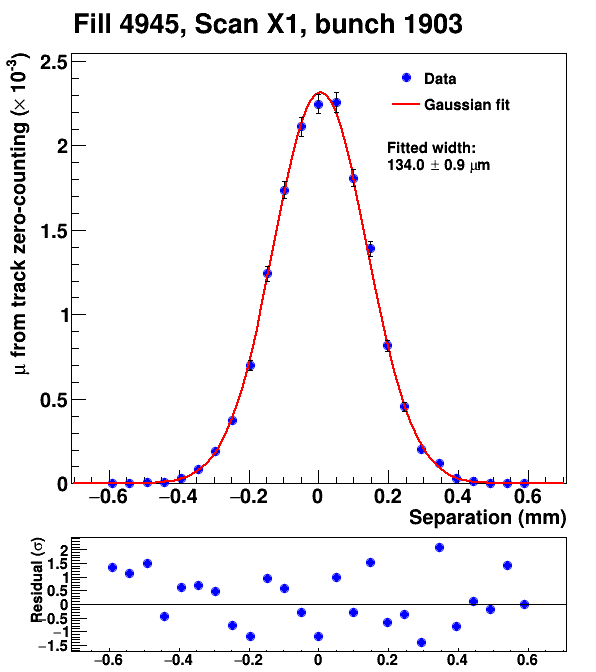 Fill 4945, Scan X1, bunch 1903
μ from track zero-counting (× 10⁻³)
2.5
2
1.5
1
0.5
0
Data
Gaussian fit
Fitted width:
134.0 ± 0.9 μm
−0.6 −0.4 −0.2 0 0.2 0.4 0.6
Separation (mm)
Residual (σ)
2
1.5
1
0.5
0
−0.5
−1
−1.5
−0.6 −0.4 −0.2 0 0.2 0.4 0.6